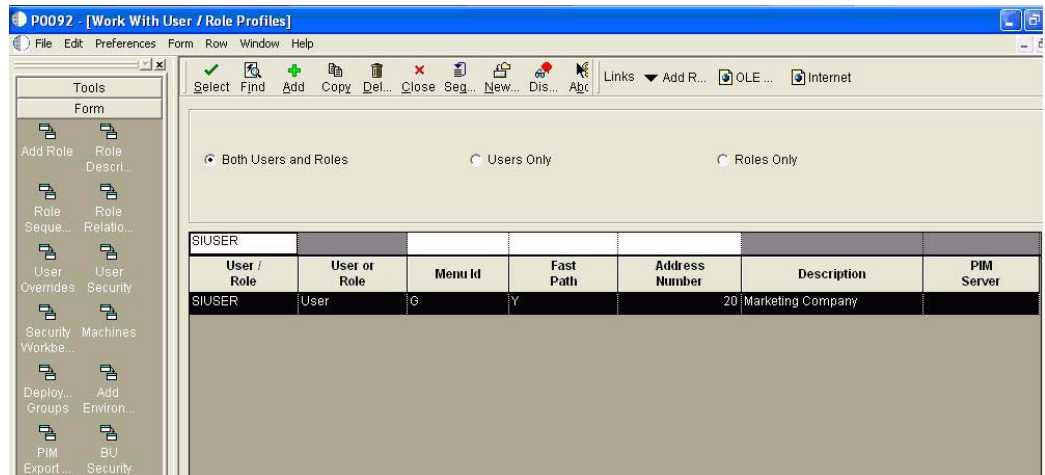 P0092 - [Work With User / Role Profiles]
File Edit Preferences Form Row Window Help
Select Find Add Copy Del... Close Seq... New... Dis... Abc Links Add R... OLE ... Internet
Tools
Form
Add Role
Role Descri...
Role Seque...
Role Relatio...
User Overrides
User Security
Security Workbe...
Machines
Deploy... Groups
Add Environ...
PIM Export ...
BU Security
Both Users and Roles Users Only Roles Only
SIUSER
User / Role User or Role Menu Id Fast Path Address Number Description PIM Server
SIUSER User G Y 20 Marketing Company